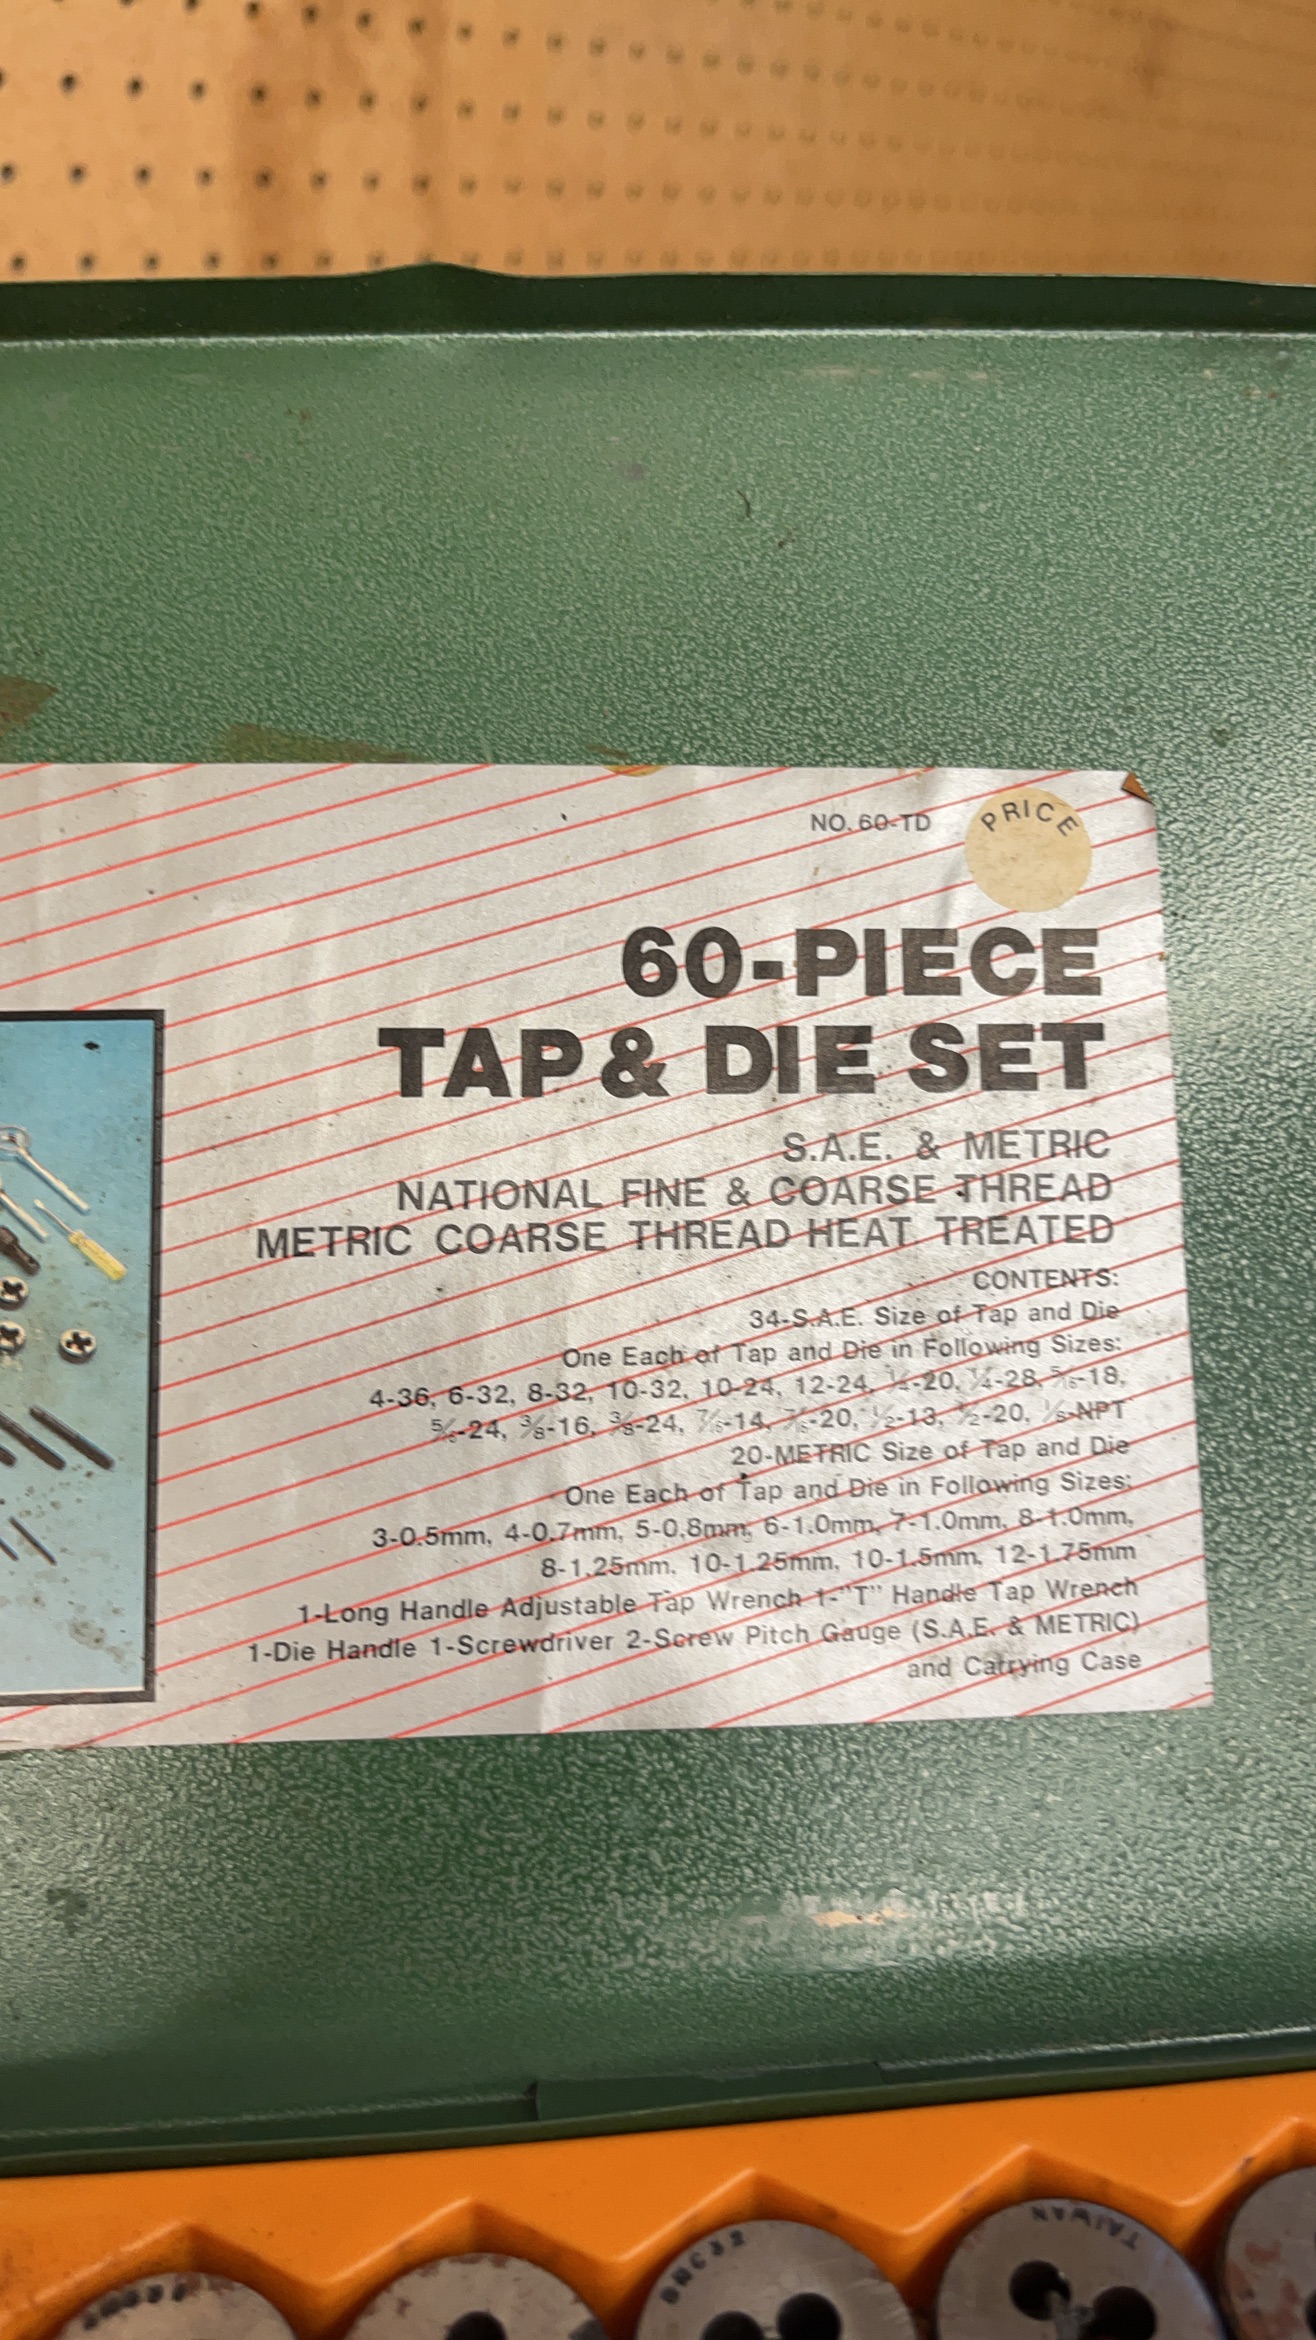 NO. 60-TD
PRICE
60-PIECE
TAP & DIE SET
S.A.E. & METRIC
NATIONAL FINE & COARSE THREAD
METRIC COARSE THREAD HEAT TREATED
CONTENTS:
34-S.A.E. Size of Tap and Die
One Each of Tap and Die in Following Sizes:
4-36, 6-32, 8-32, 10-32, 10-24, 12-24, ¼-20, ¼-28, 5/16-18,
5/16-24, 3/8-16, 3/8-24, 7/16-14, 7/16-20, ½-13, ½-20, 1/8-NPT
20-METRIC Size of Tap and Die
One Each of Tap and Die in Following Sizes:
3-0.5mm, 4-0.7mm, 5-0.8mm, 6-1.0mm, 7-1.0mm, 8-1.0mm,
8-1.25mm, 10-1.25mm, 10-1.5mm, 12-1.75mm
1-Long Handle Adjustable Tap Wrench 1-"T" Handle Tap Wrench
1-Die Handle 1-Screwdriver 2-Screw Pitch Gauge (S.A.E. & METRIC)
and Carrying Case
TAIWAN